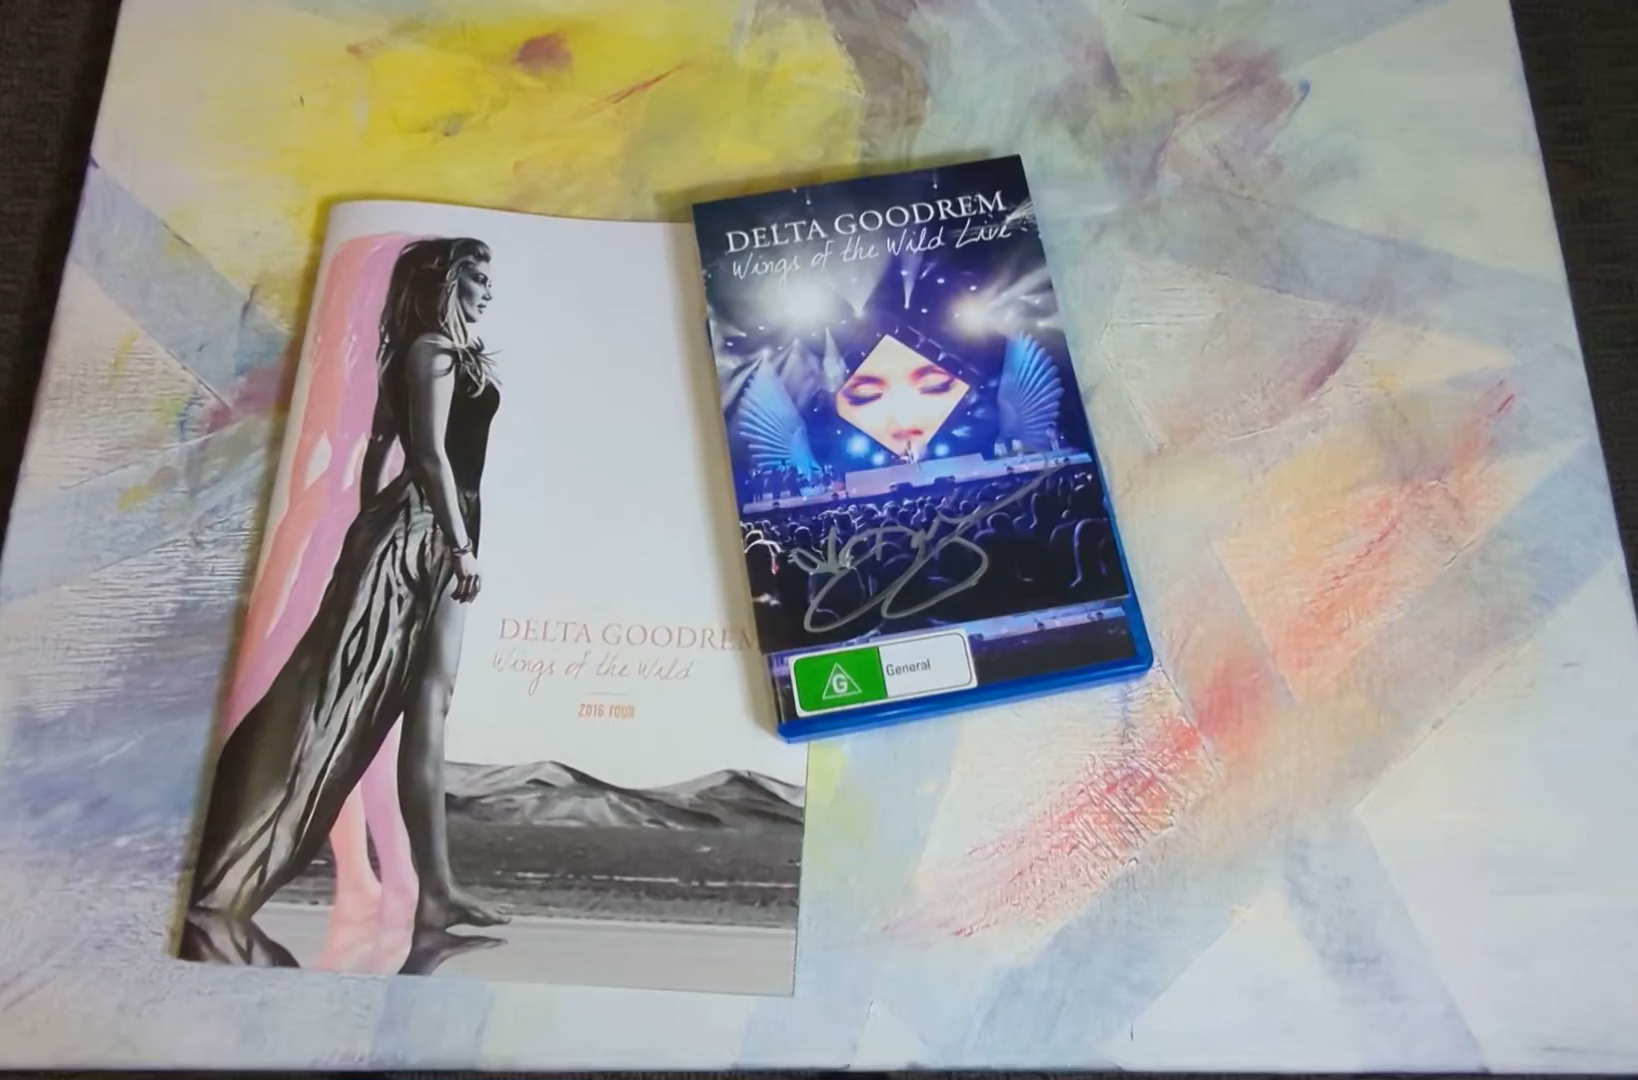 DELTA GOODREM
Wings of the Wild Live
G
General
DELTA GOODREM
Wings of the Wild
2016 TOUR